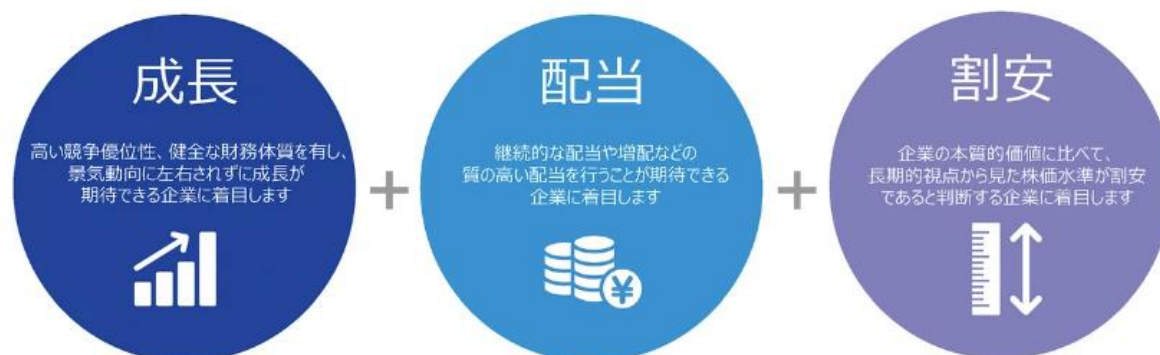 成長
高い競争優位性、健全な財務体質を有し、
景気動向に左右されずに成長が
期待できる企業に着目します
+
配当
継続的な配当や増配などの
質の高い配当を行うことが期待できる
企業に着目します
¥
+
割安
企業の本質的価値に比べて、
長期的視点から見た株価水準が割安
であると判断する企業に着目します